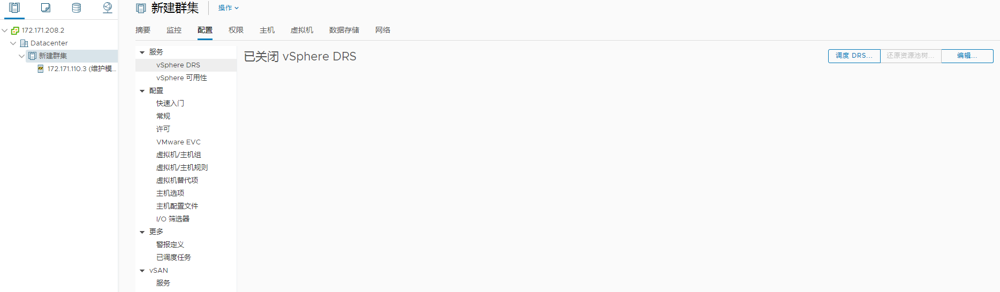 新建群集 操作
172.171.208.2
Datacenter
新建群集
172.171.110.3 (维护模...
摘要 监控 配置 权限 主机 虚拟机 数据存储 网络
服务
vSphere DRS
vSphere 可用性
配置
快速入门
常规
许可
VMware EVC
虚拟机/主机组
虚拟机/主机规则
虚拟机替代项
主机选项
主机配置文件
I/O 筛选器
更多
警报定义
已调度任务
vSAN
服务
已关闭 vSphere DRS
调度 DRS... 还原资源池树... 编辑...